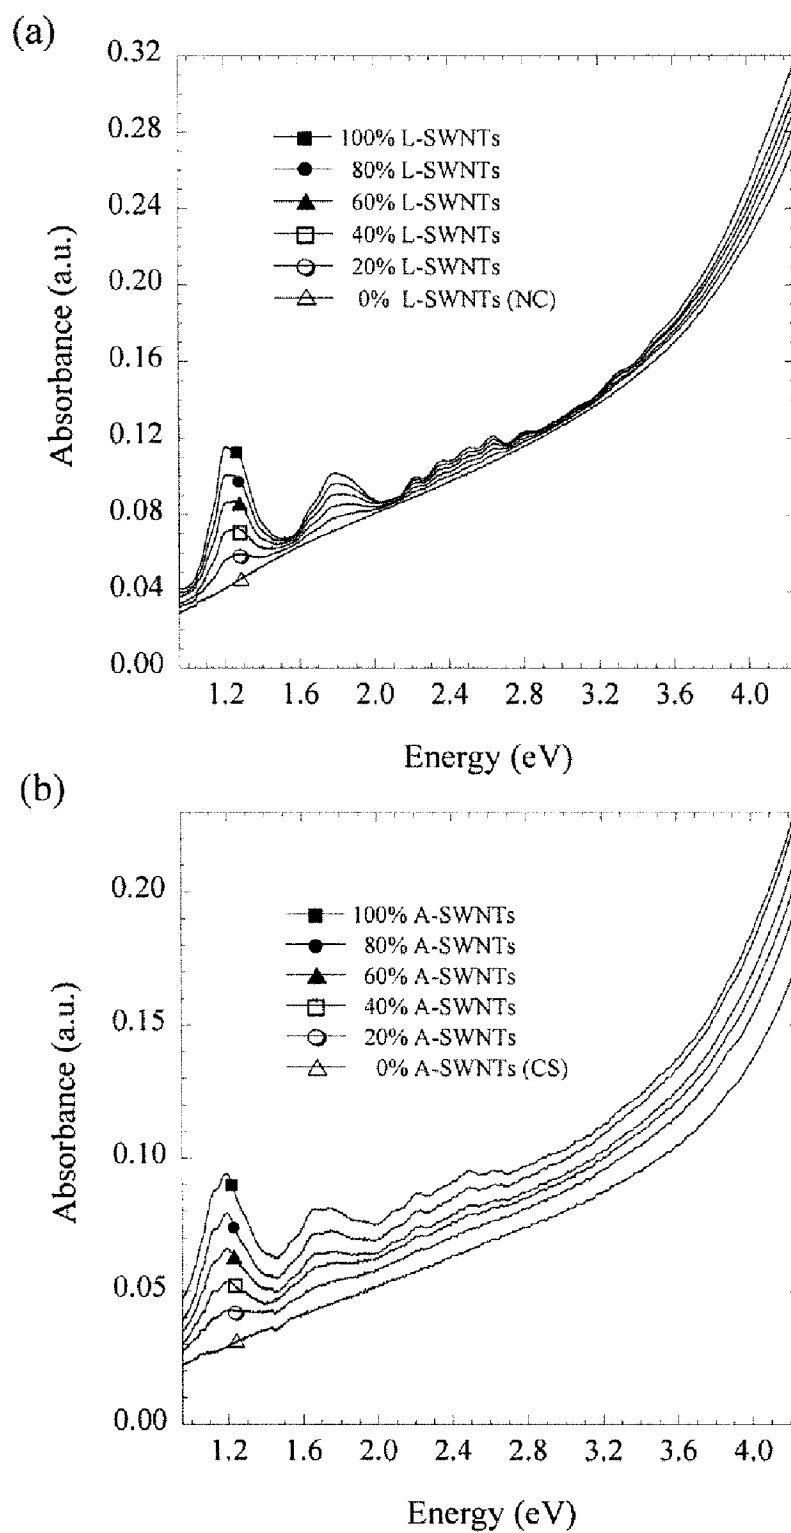 (a)
0.32
0.28
0.24
0.20
0.16
0.12
0.08
0.04
0.00
Absorbance (a.u.)
100% L-SWNTs
80% L-SWNTs
60% L-SWNTs
40% L-SWNTs
20% L-SWNTs
0% L-SWNTs (NC)
1.2 1.6 2.0 2.4 2.8 3.2 3.6 4.0
Energy (eV)
(b)
0.20
0.15
0.10
0.05
0.00
Absorbance (a.u.)
100% A-SWNTs
80% A-SWNTs
60% A-SWNTs
40% A-SWNTs
20% A-SWNTs
0% A-SWNTs (CS)
1.2 1.6 2.0 2.4 2.8 3.2 3.6 4.0
Energy (eV)